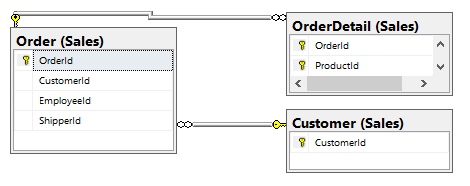 Order (Sales)
OrderId
CustomerId
EmployeeId
ShipperId
OrderDetail (Sales)
OrderId
ProductId
Customer (Sales)
CustomerId